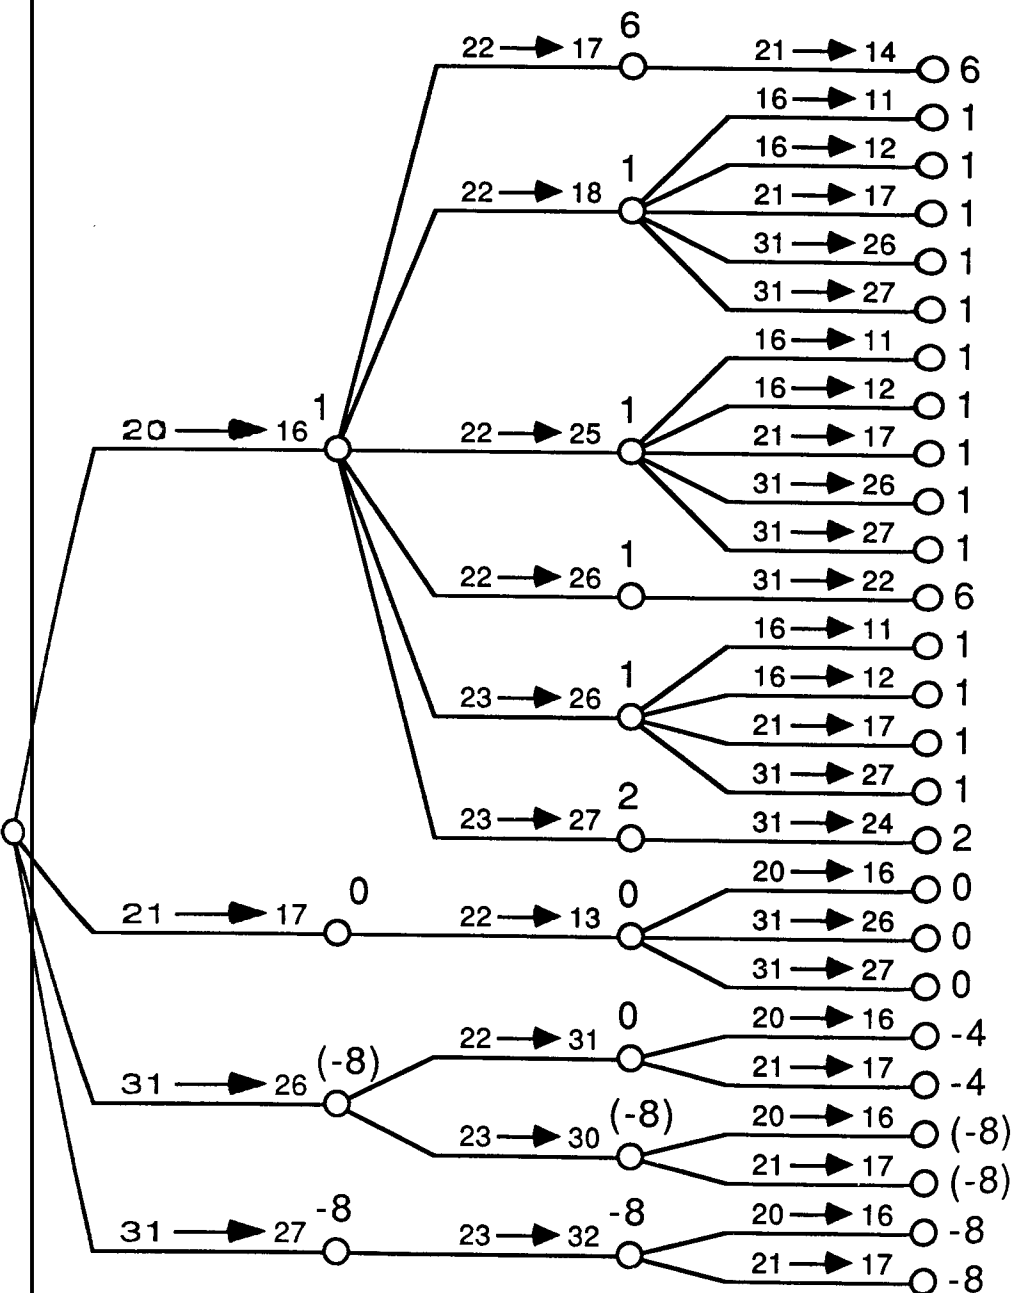 6
22 → 17
21 → 14
6
16 → 11
1
1
22 → 18
16 → 12
1
21 → 17
1
31 → 26
1
31 → 27
1
16 → 11
1
1
20 → 16
1
22 → 25
16 → 12
1
21 → 17
1
31 → 26
1
31 → 27
1
1
22 → 26
31 → 22
6
16 → 11
1
1
23 → 26
16 → 12
1
21 → 17
1
31 → 27
1
2
23 → 27
31 → 24
2
20 → 16
0
21 → 17
0
22 → 13
0
31 → 26
0
31 → 27
0
0
22 → 31
20 → 16
-4
21 → 17
-4
31 → 26
(-8)
(-8)
23 → 30
20 → 16
(-8)
21 → 17
(-8)
31 → 27
-8
23 → 32
-8
20 → 16
-8
21 → 17
-8